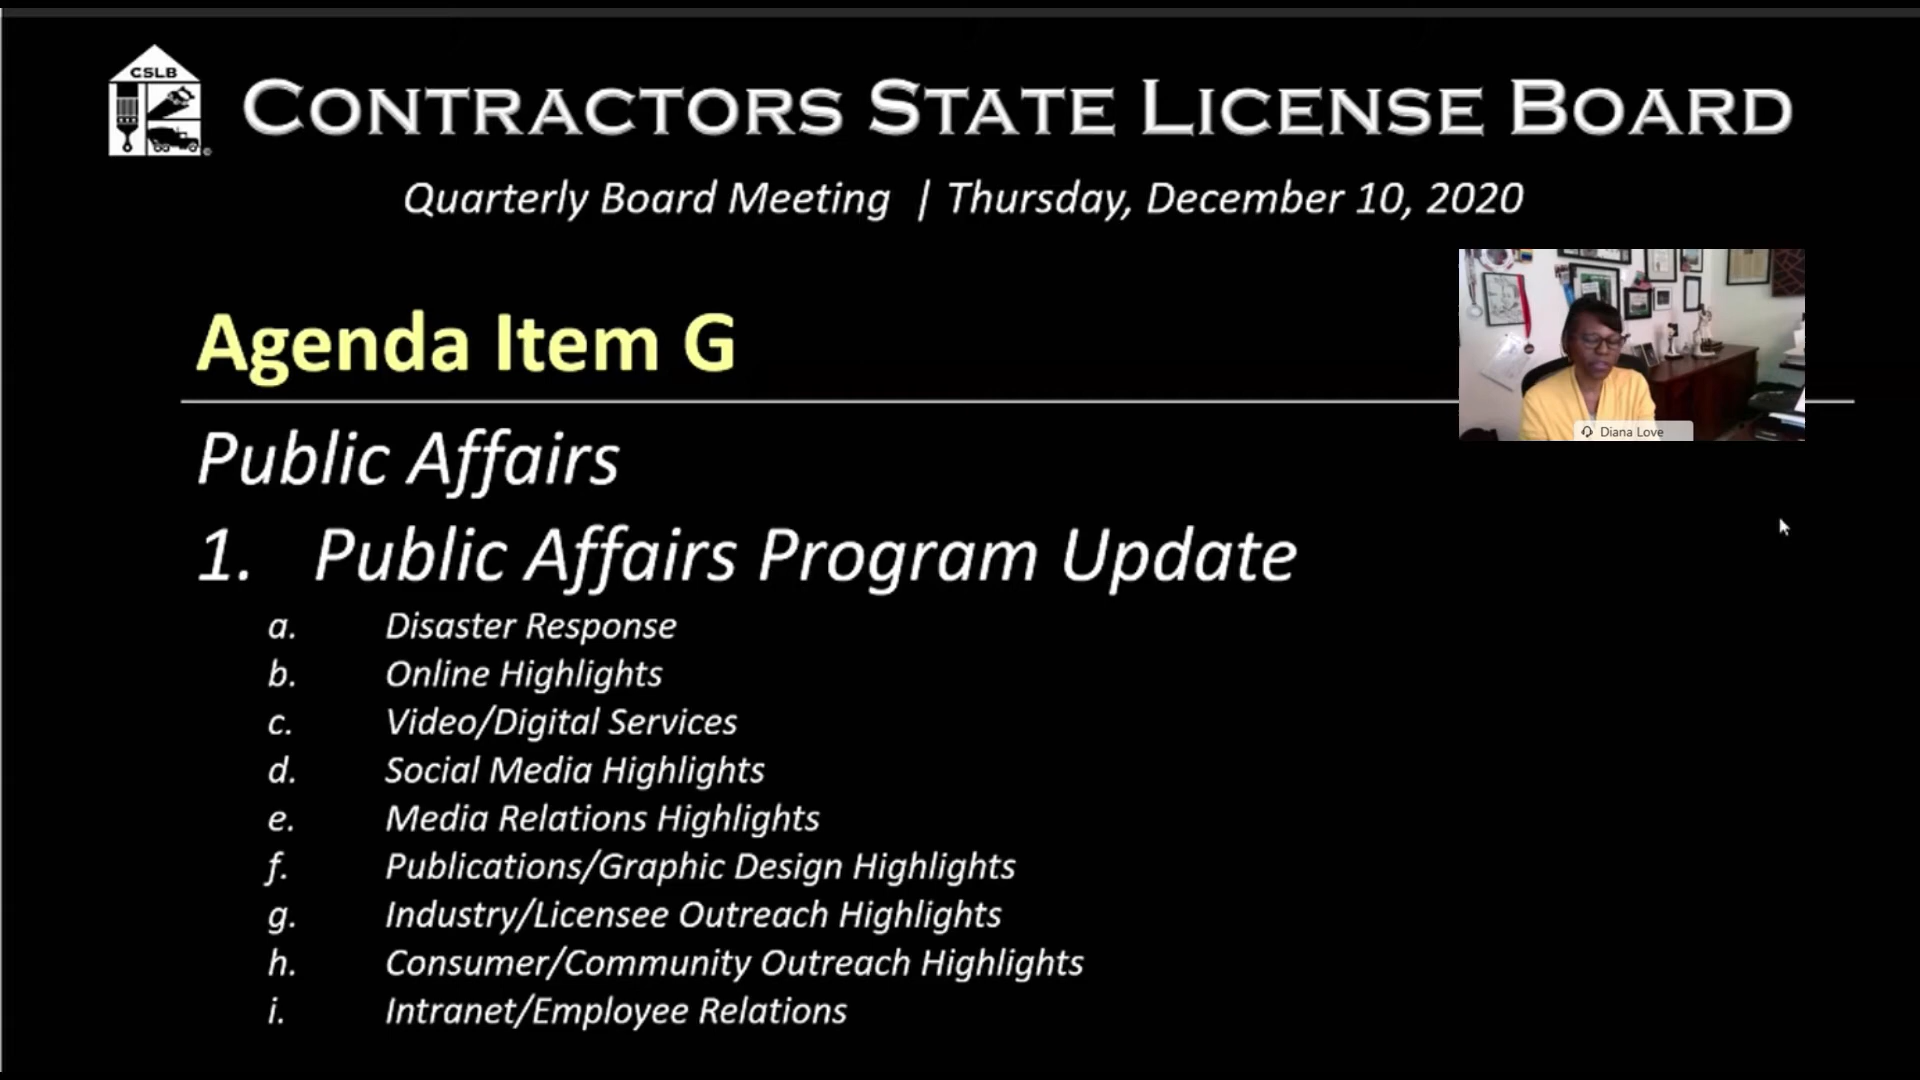 CSLB
CONTRACTORS STATE LICENSE BOARD
Quarterly Board Meeting | Thursday, December 10, 2020
Agenda Item G
Diana Love
Public Affairs
1. Public Affairs Program Update
a. Disaster Response
b. Online Highlights
c. Video/Digital Services
d. Social Media Highlights
e. Media Relations Highlights
f. Publications/Graphic Design Highlights
g. Industry/Licensee Outreach Highlights
h. Consumer/Community Outreach Highlights
i. Intranet/Employee Relations